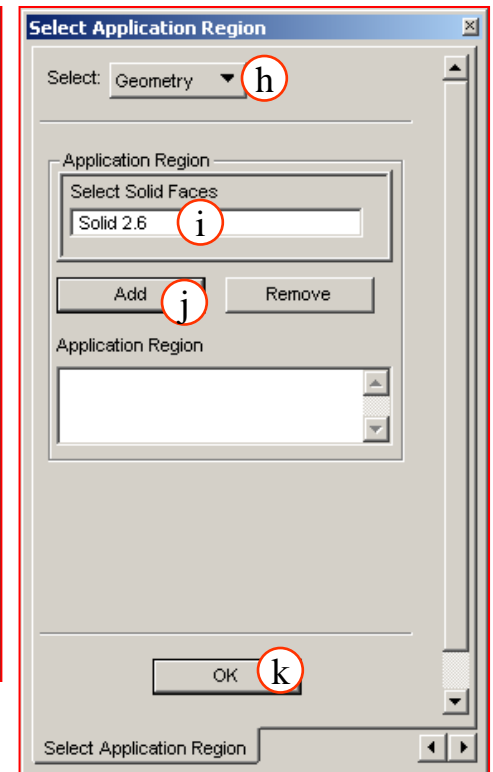 Select Application Region
Select: Geometry h
Application Region
Select Solid Faces
Solid 2.6 i
Add j Remove
Application Region
OK k
Select Application Region